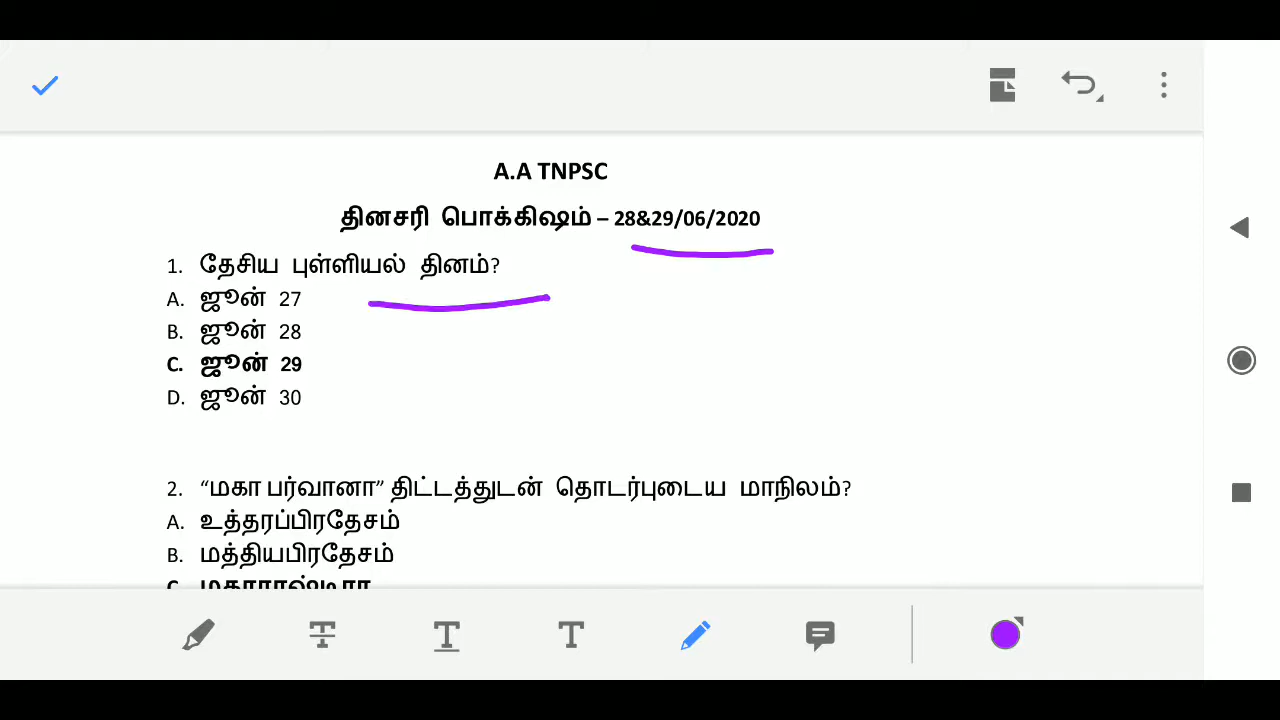 A.A TNPSC
தினசரி பொக்கிஷம் – 28&29/06/2020
1. தேசிய புள்ளியல் தினம்?
A. ஜூன் 27
B. ஜூன் 28
C. ஜூன் 29
D. ஜூன் 30
2. “மகா பர்வானா” திட்டத்துடன் தொடர்புடைய மாநிலம்?
A. உத்தரப்பிரதேசம்
B. மத்தியபிரதேசம்
C. மகாராஷ்டிரா